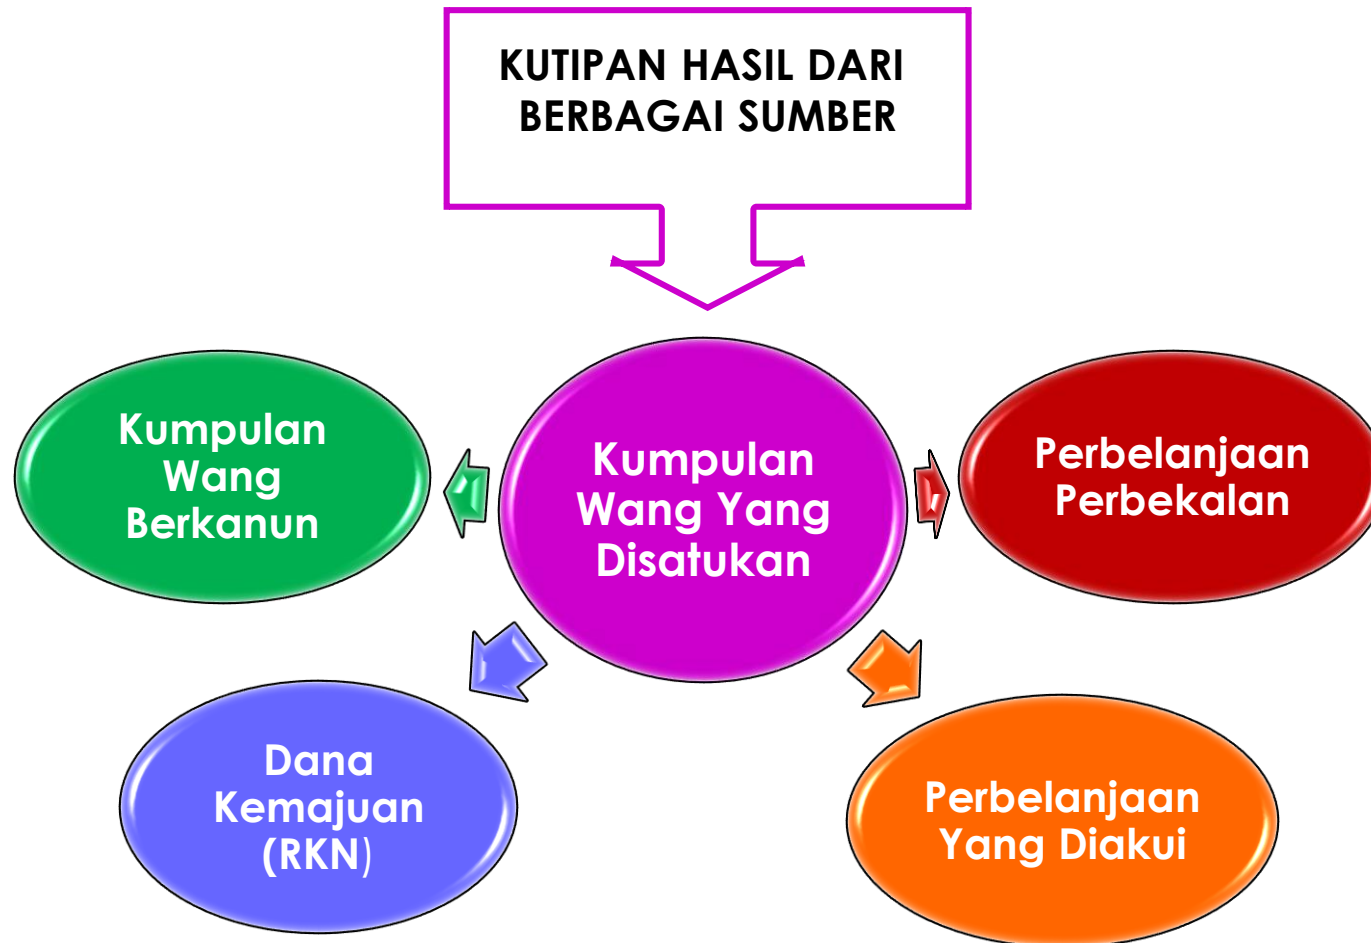 KUTIPAN HASIL DARI
BERBAGAI SUMBER
Kumpulan
Wang
Berkanun
Kumpulan
Wang Yang
Disatukan
Perbelanjaan
Perbekalan
Dana
Kemajuan
(RKN)
Perbelanjaan
Yang Diakui